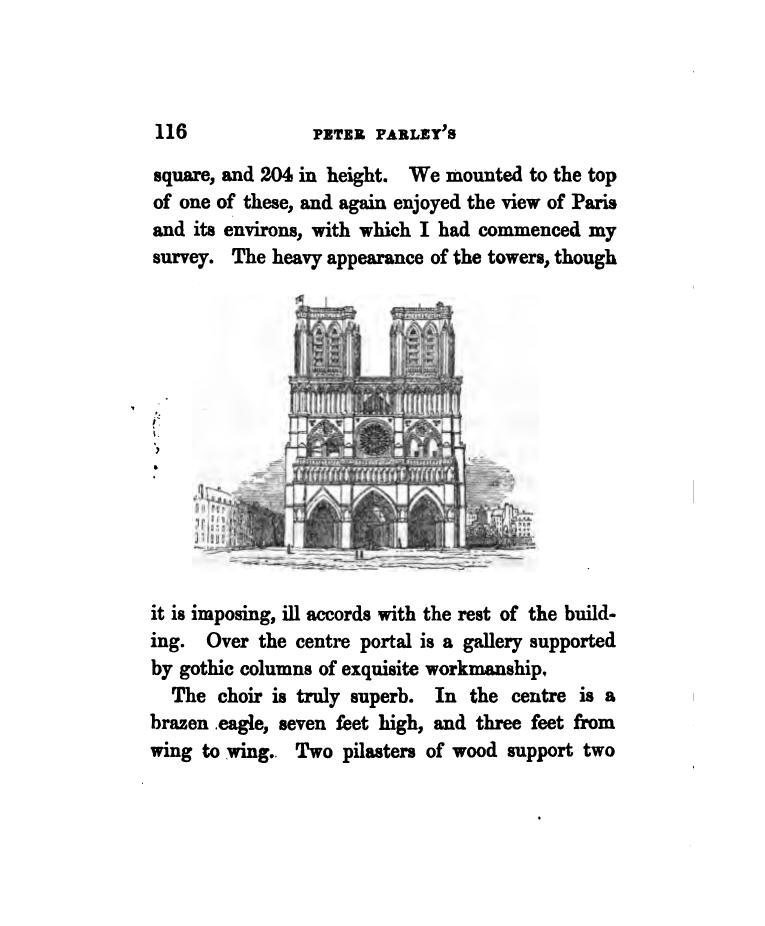 116 PETER PARLEY'S
square, and 204 in height. We mounted to the top
of one of these, and again enjoyed the view of Paris
and its environs, with which I had commenced my
survey. The heavy appearance of the towers, though
it is imposing, ill accords with the rest of the build-
ing. Over the centre portal is a gallery supported
by gothic columns of exquisite workmanship.
The choir is truly superb. In the centre is a
brazen eagle, seven feet high, and three feet from
wing to wing. Two pilasters of wood support two